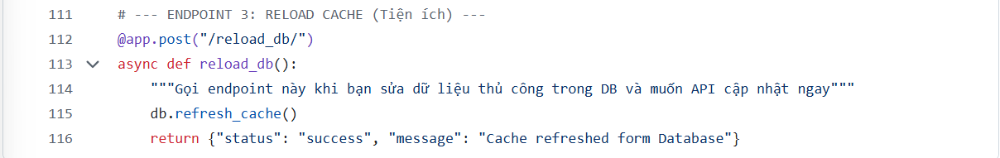 111 # --- ENDPOINT 3: RELOAD CACHE (Tiện ích) ---
112 @app.post("/reload_db/")
113 async def reload_db():
114 """Gọi endpoint này khi bạn sửa dữ liệu thủ công trong DB và muốn API cập nhật ngay"""
115 db.refresh_cache()
116 return {"status": "success", "message": "Cache refreshed form Database"}